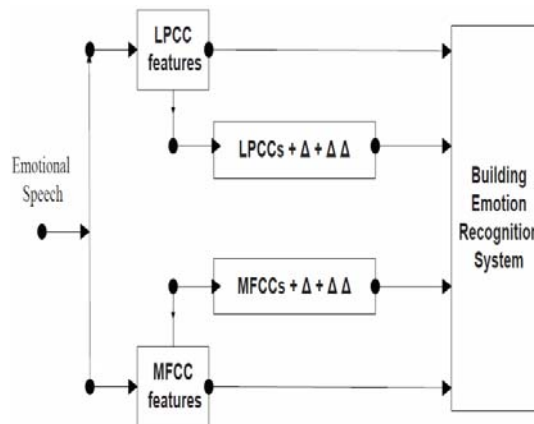 LPCC
features
LPCCs + Δ + Δ Δ
Emotional
Speech
Building
Emotion
Recognition
System
MFCCs + Δ + Δ Δ
MFCC
features